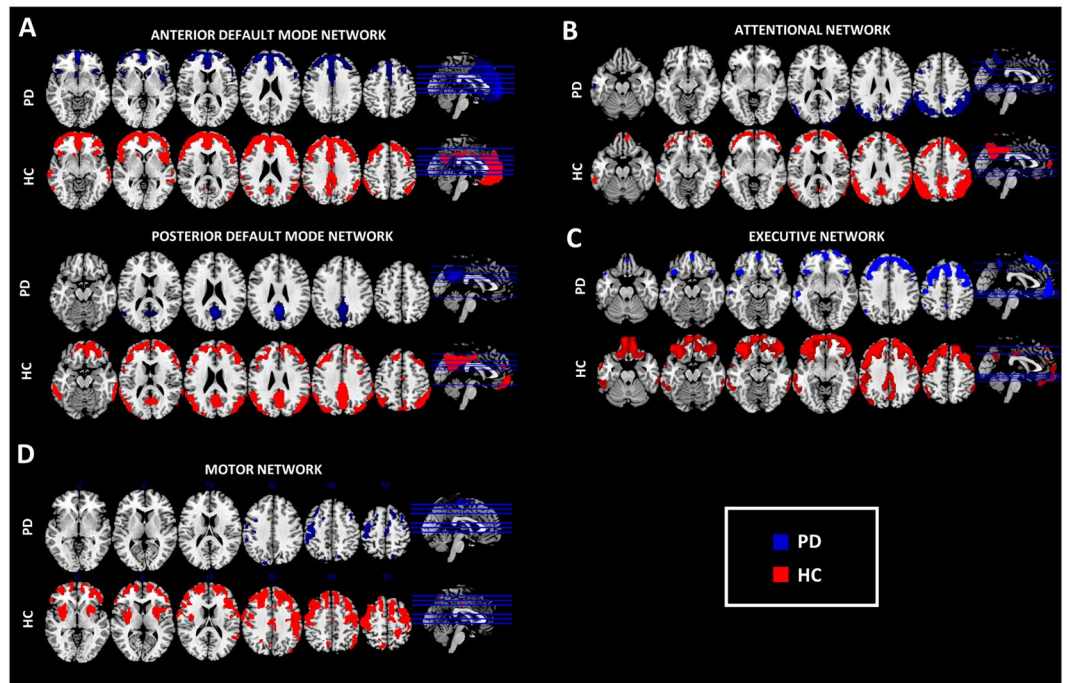 A
ANTERIOR DEFAULT MODE NETWORK
PD
HC
POSTERIOR DEFAULT MODE NETWORK
PD
HC
B
ATTENTIONAL NETWORK
PD
HC
C
EXECUTIVE NETWORK
PD
HC
D
MOTOR NETWORK
PD
HC
PD
HC